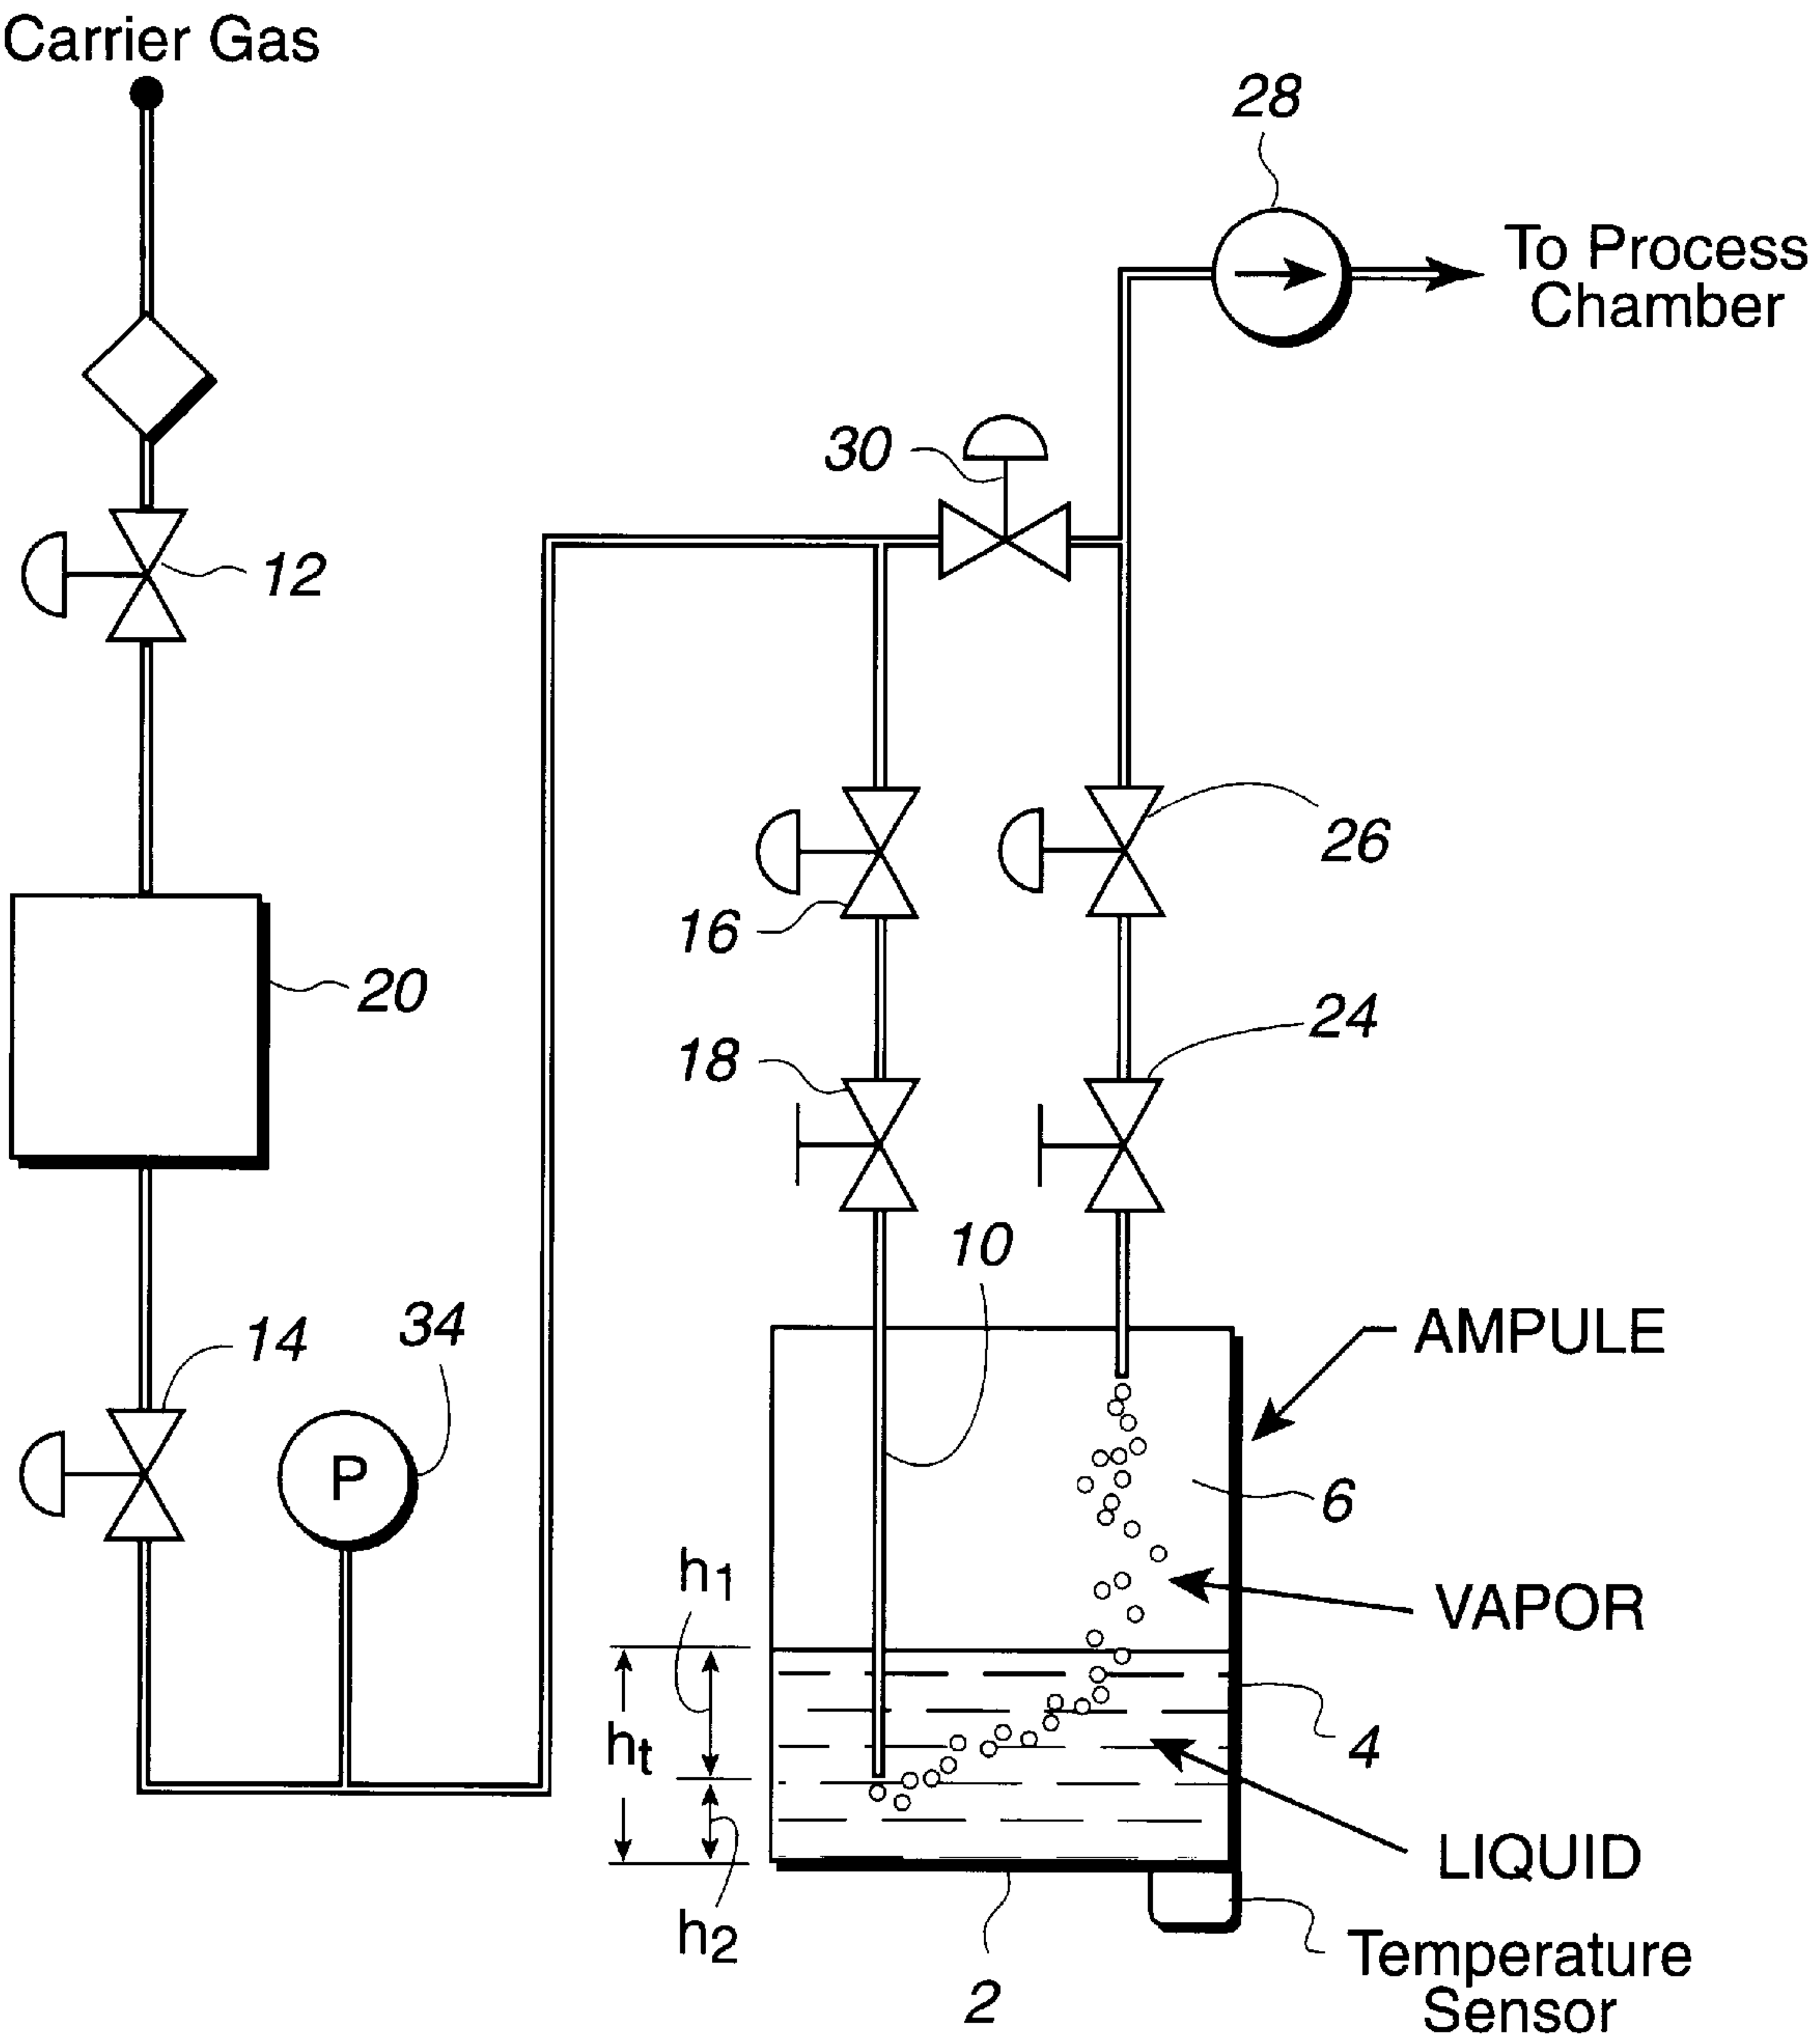 Carrier Gas
28
To Process
Chamber
30
12
26
16
20
24
18
10
34
14
AMPULE
P
6
h1
VAPOR
ht
4
LIQUID
h2
Temperature
2
Sensor